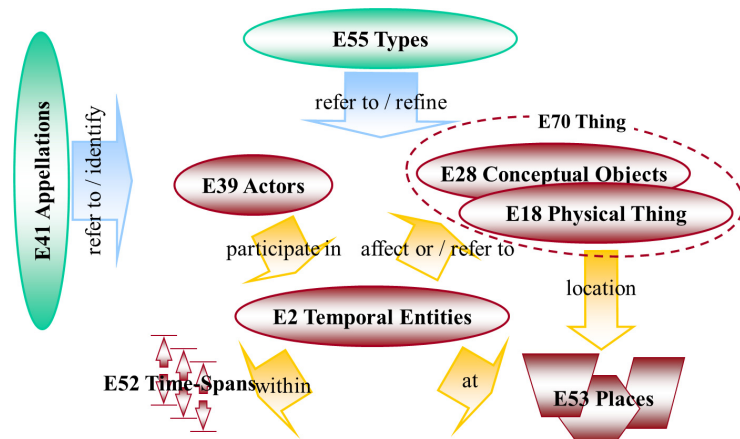 E55 Types
refer to / refine
E41 Appellations
refer to / identify
E70 Thing
E28 Conceptual Objects
E39 Actors
E18 Physical Thing
participate in
affect or / refer to
location
E2 Temporal Entities
E52 Time-Spans
within
at
E53 Places